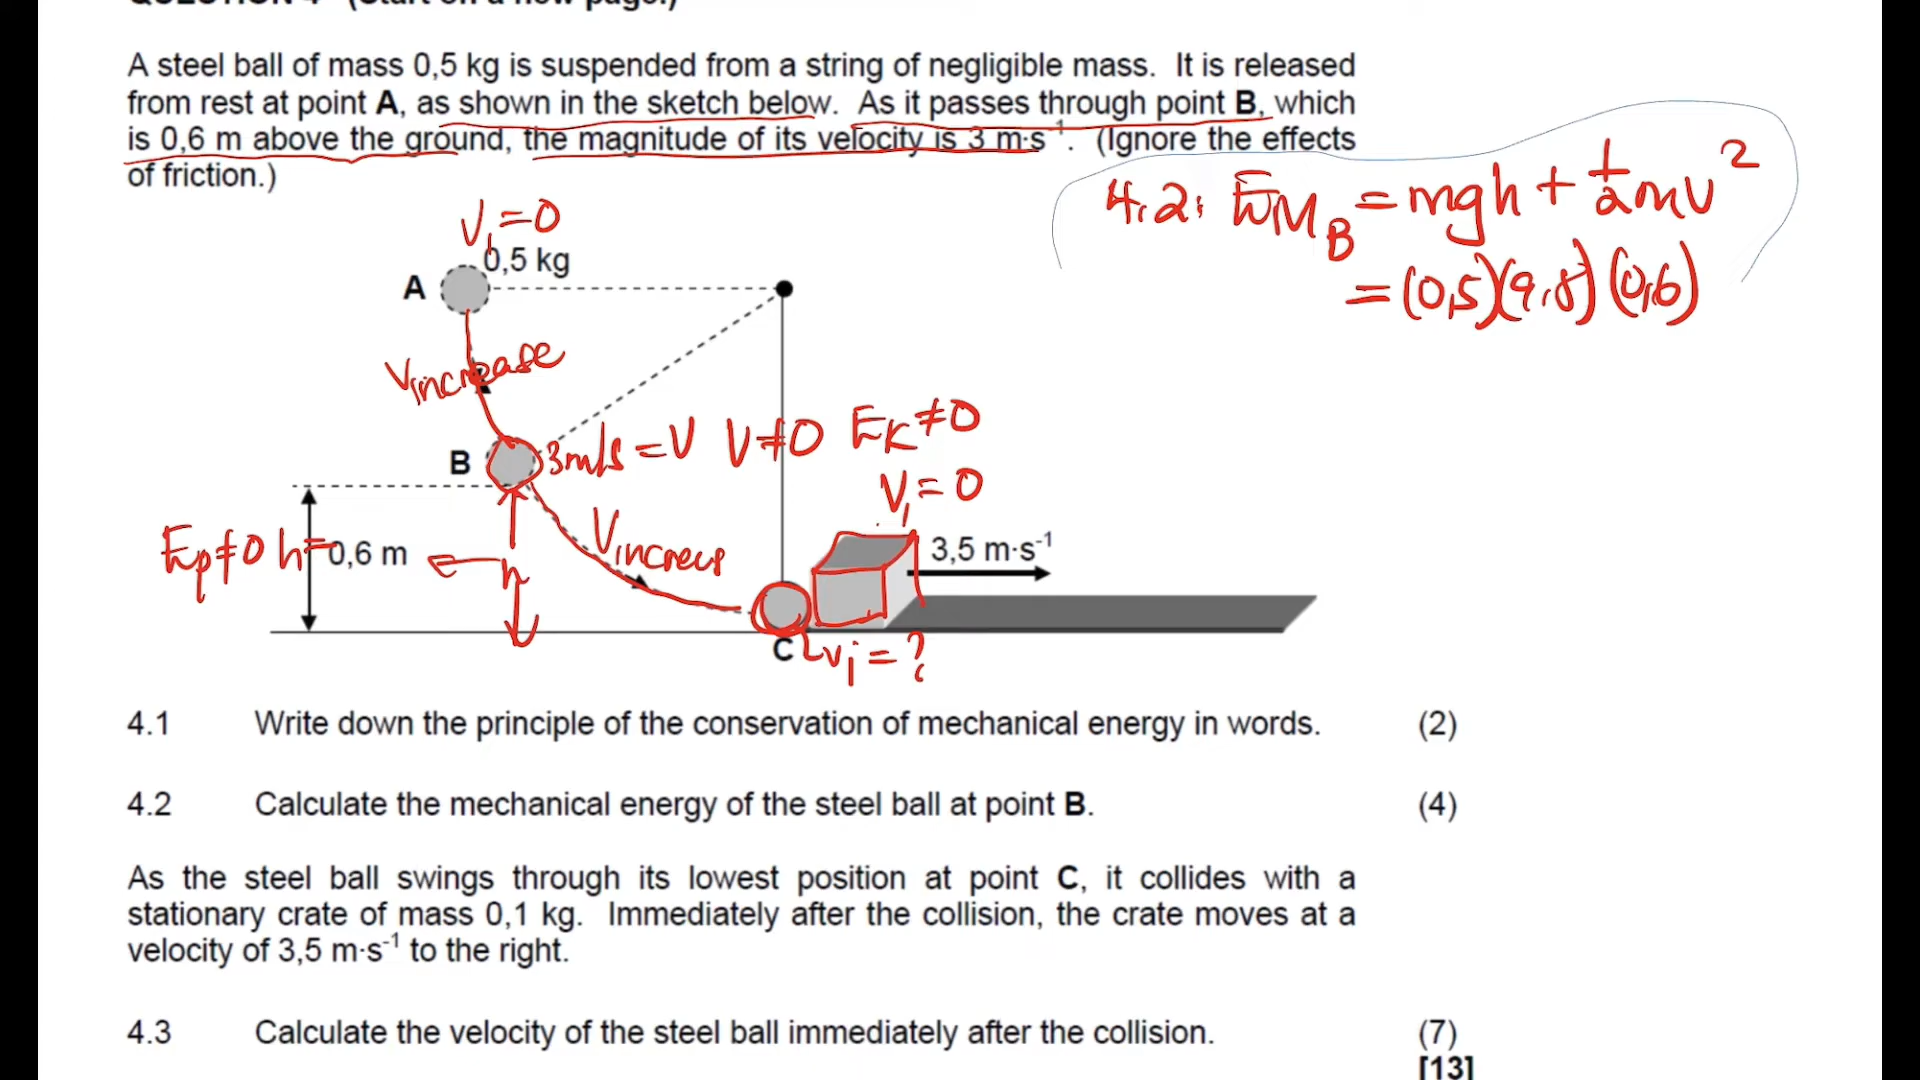 QUESTION 4 (Start on a new page.)
A steel ball of mass 0,5 kg is suspended from a string of negligible mass. It is released
from rest at point A, as shown in the sketch below. As it passes through point B, which
is 0,6 m above the ground, the magnitude of its velocity is 3 m·s⁻¹. (Ignore the effects
of friction.)
4.2: EM_B = mgh + ½mv²
= (0,5)(9,8)(0,6)
Vi = 0
0,5 kg
A
Vincrease
B
3m/s = V V ≠ 0 EK ≠ 0
Vi = 0
Ep ≠ 0 h = 0,6 m
h
Vincreas
3,5 m·s⁻¹
C
Vi = ?
4.1 Write down the principle of the conservation of mechanical energy in words. (2)
4.2 Calculate the mechanical energy of the steel ball at point B. (4)
As the steel ball swings through its lowest position at point C, it collides with a
stationary crate of mass 0,1 kg. Immediately after the collision, the crate moves at a
velocity of 3,5 m·s⁻¹ to the right.
4.3 Calculate the velocity of the steel ball immediately after the collision. (7)
[13]